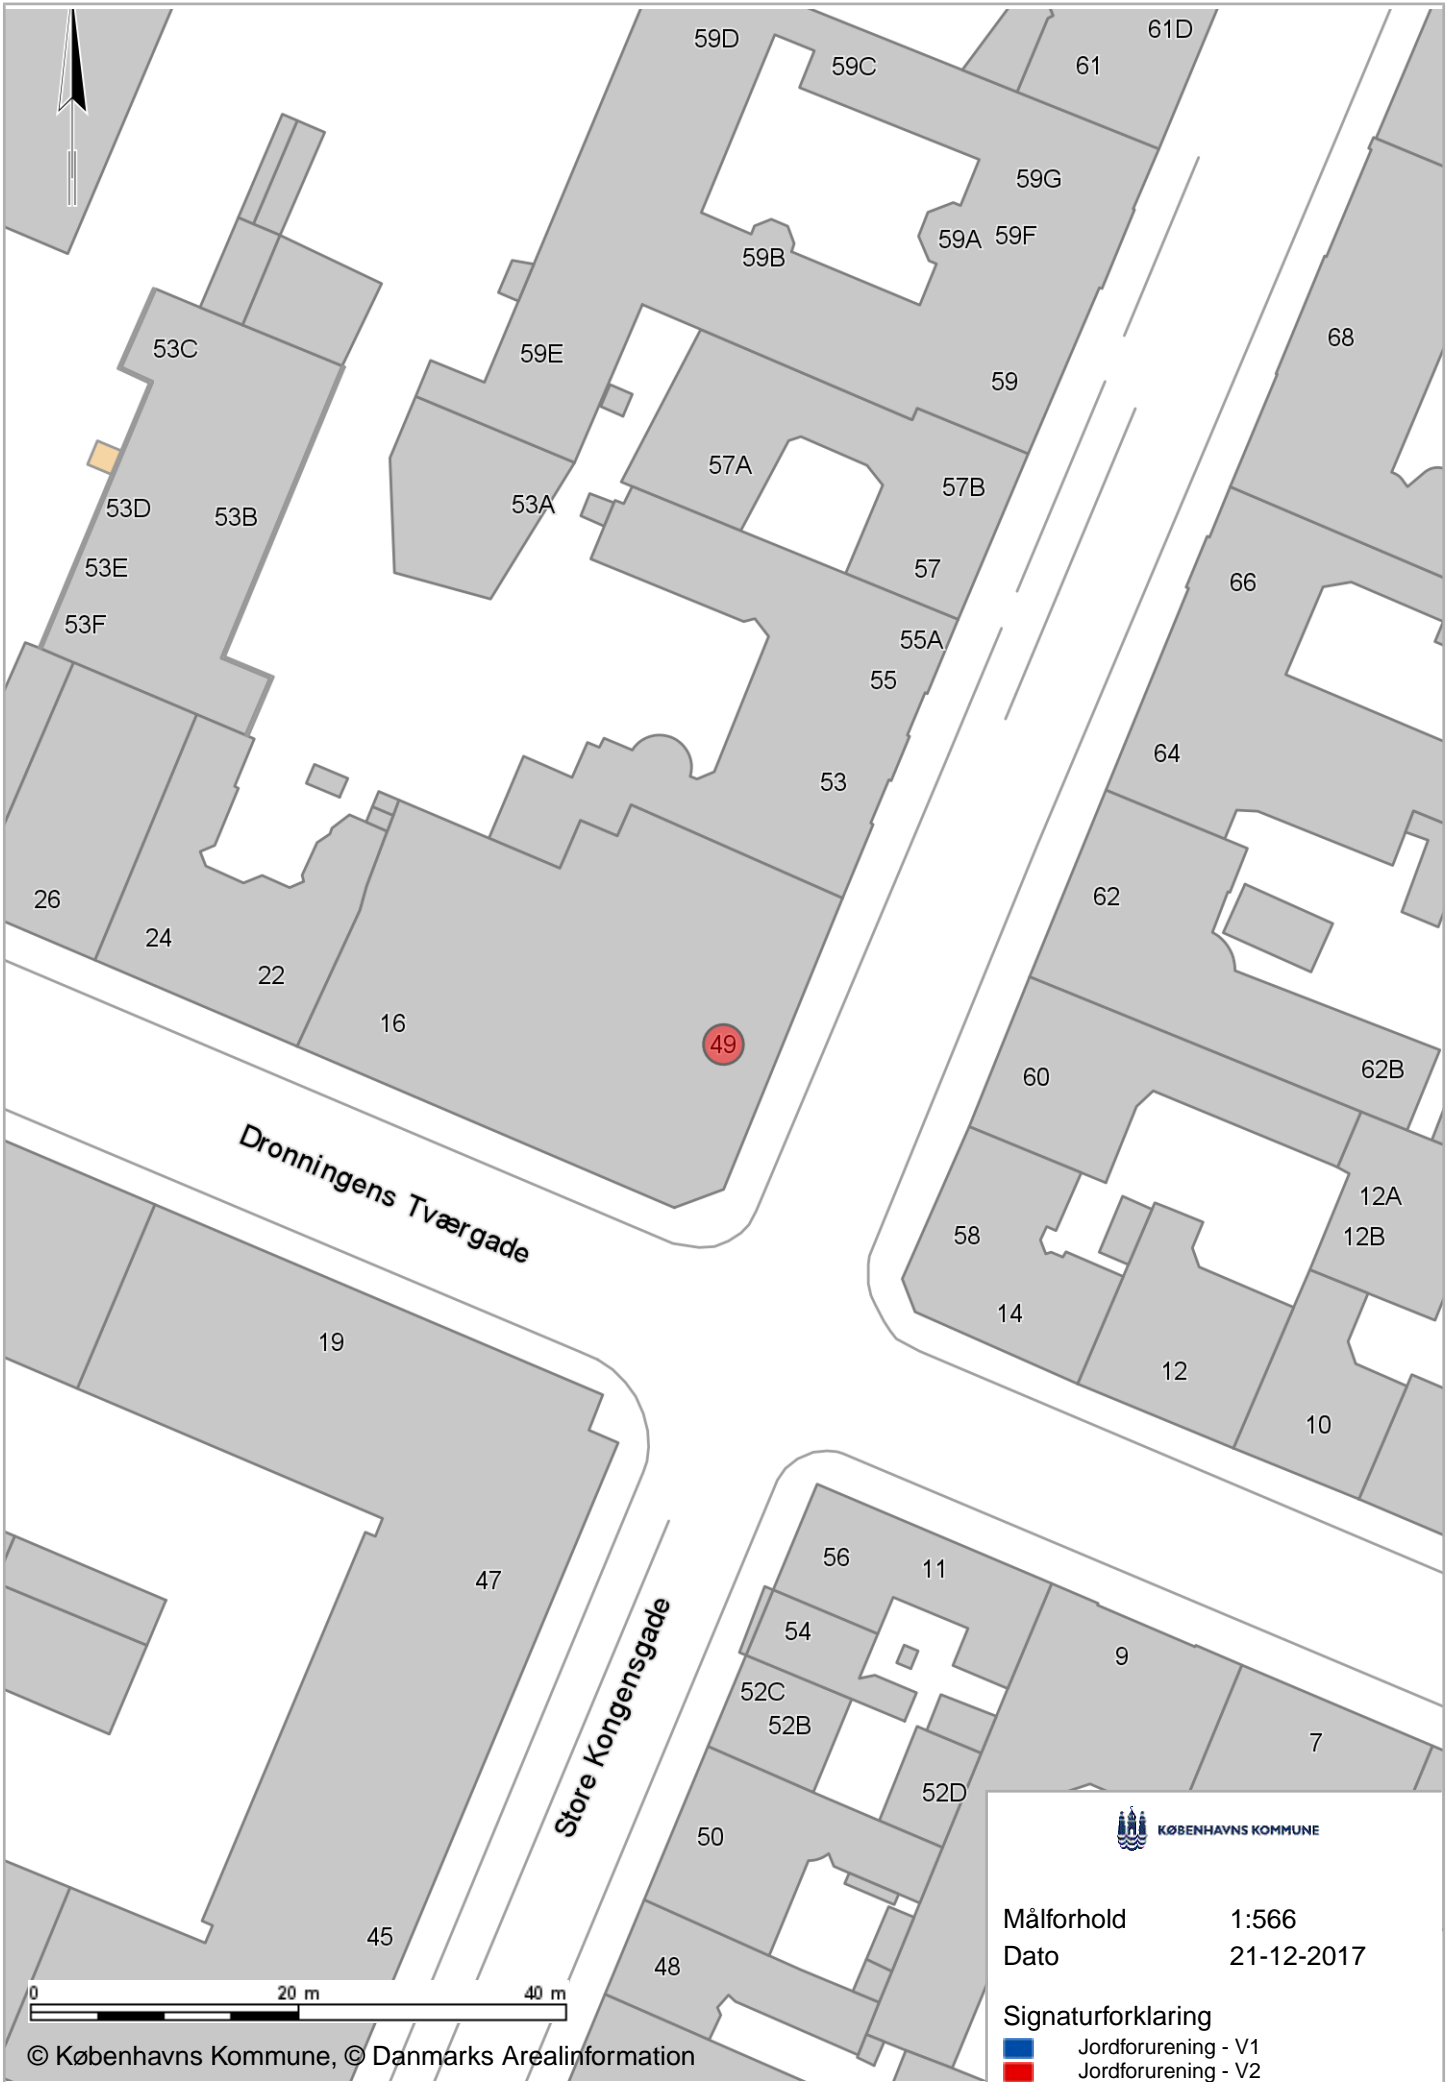 59D
59C
61D
61
59G
59A
59F
59B
68
53C
59E
59
57A
57B
53A
53D
53B
57
66
53E
53F
55A
55
64
53
62
26
24
22
16
49
60
62B
Dronningens Tværgade
12A
12B
58
14
19
12
10
47
56
11
54
9
Store Kongensgade
52C
52B
7
52D
50
45
48
KØBENHAVNS KOMMUNE
Målforhold 1:566
Dato 21-12-2017
Signaturforklaring
Jordforurening - V1
Jordforurening - V2
0 20 m 40 m
© Københavns Kommune, © Danmarks Arealinformation